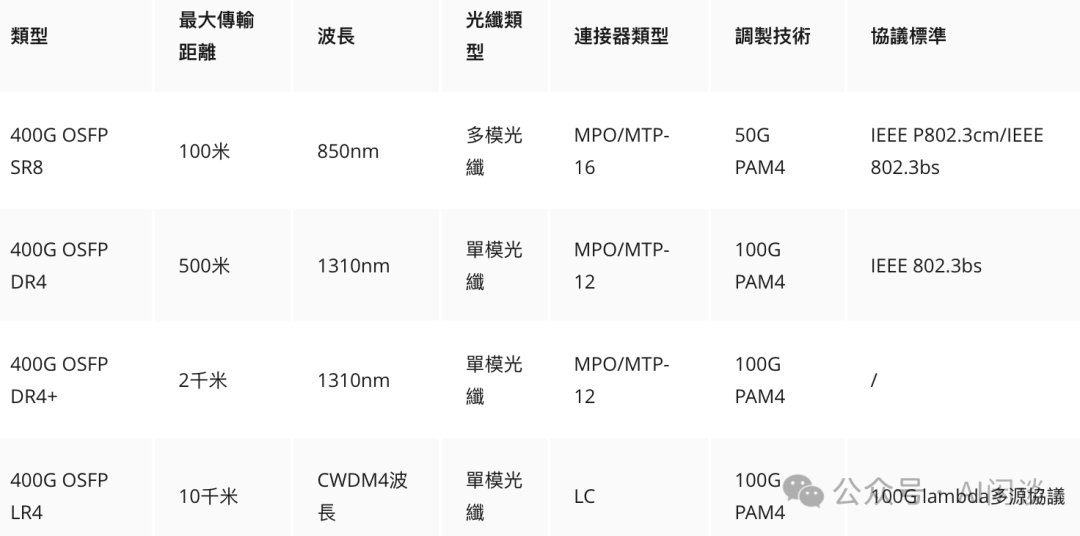 類型
最大傳輸
距離
波長
光纖類
型
連接器類型
調製技術
協議標準
400G OSFP
SR8
100米
850nm
多模光
纖
MPO/MTP-
16
50G
PAM4
IEEE P802.3cm/IEEE
802.3bs
400G OSFP
DR4
500米
1310nm
單模光
纖
MPO/MTP-
12
100G
PAM4
IEEE 802.3bs
400G OSFP
DR4+
2千米
1310nm
單模光
纖
MPO/MTP-
12
100G
PAM4
/
400G OSFP
LR4
10千米
CWDM4波
長
單模光
纖
LC
100G
PAM4
100G lambda多源協議
公众号 · AI闲谈